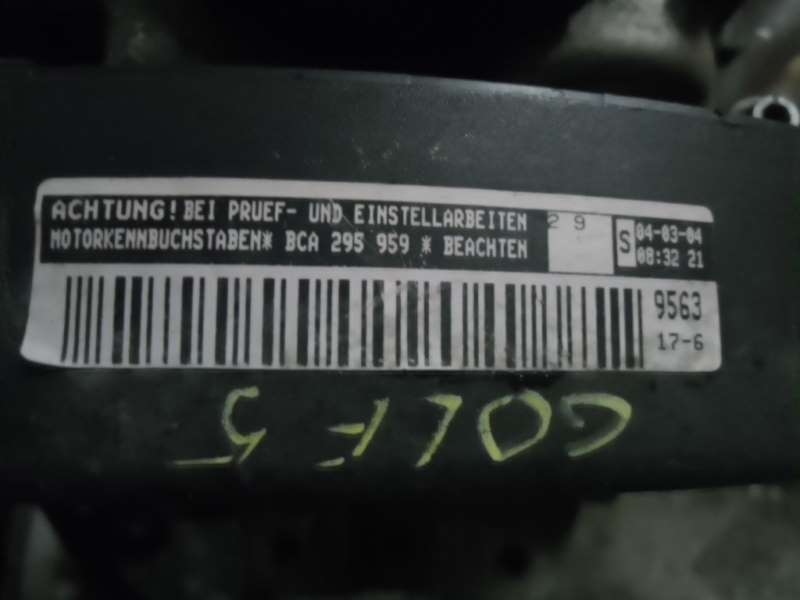 ACHTUNG! BEI PRUEF- UND EINSTELLARBEITEN
MOTORKENNBUCHSTABEN* BCA 295 959 * BEACHTEN
2 9
S
04-03-04
08:32 21
9563
17-6
GOLF 5